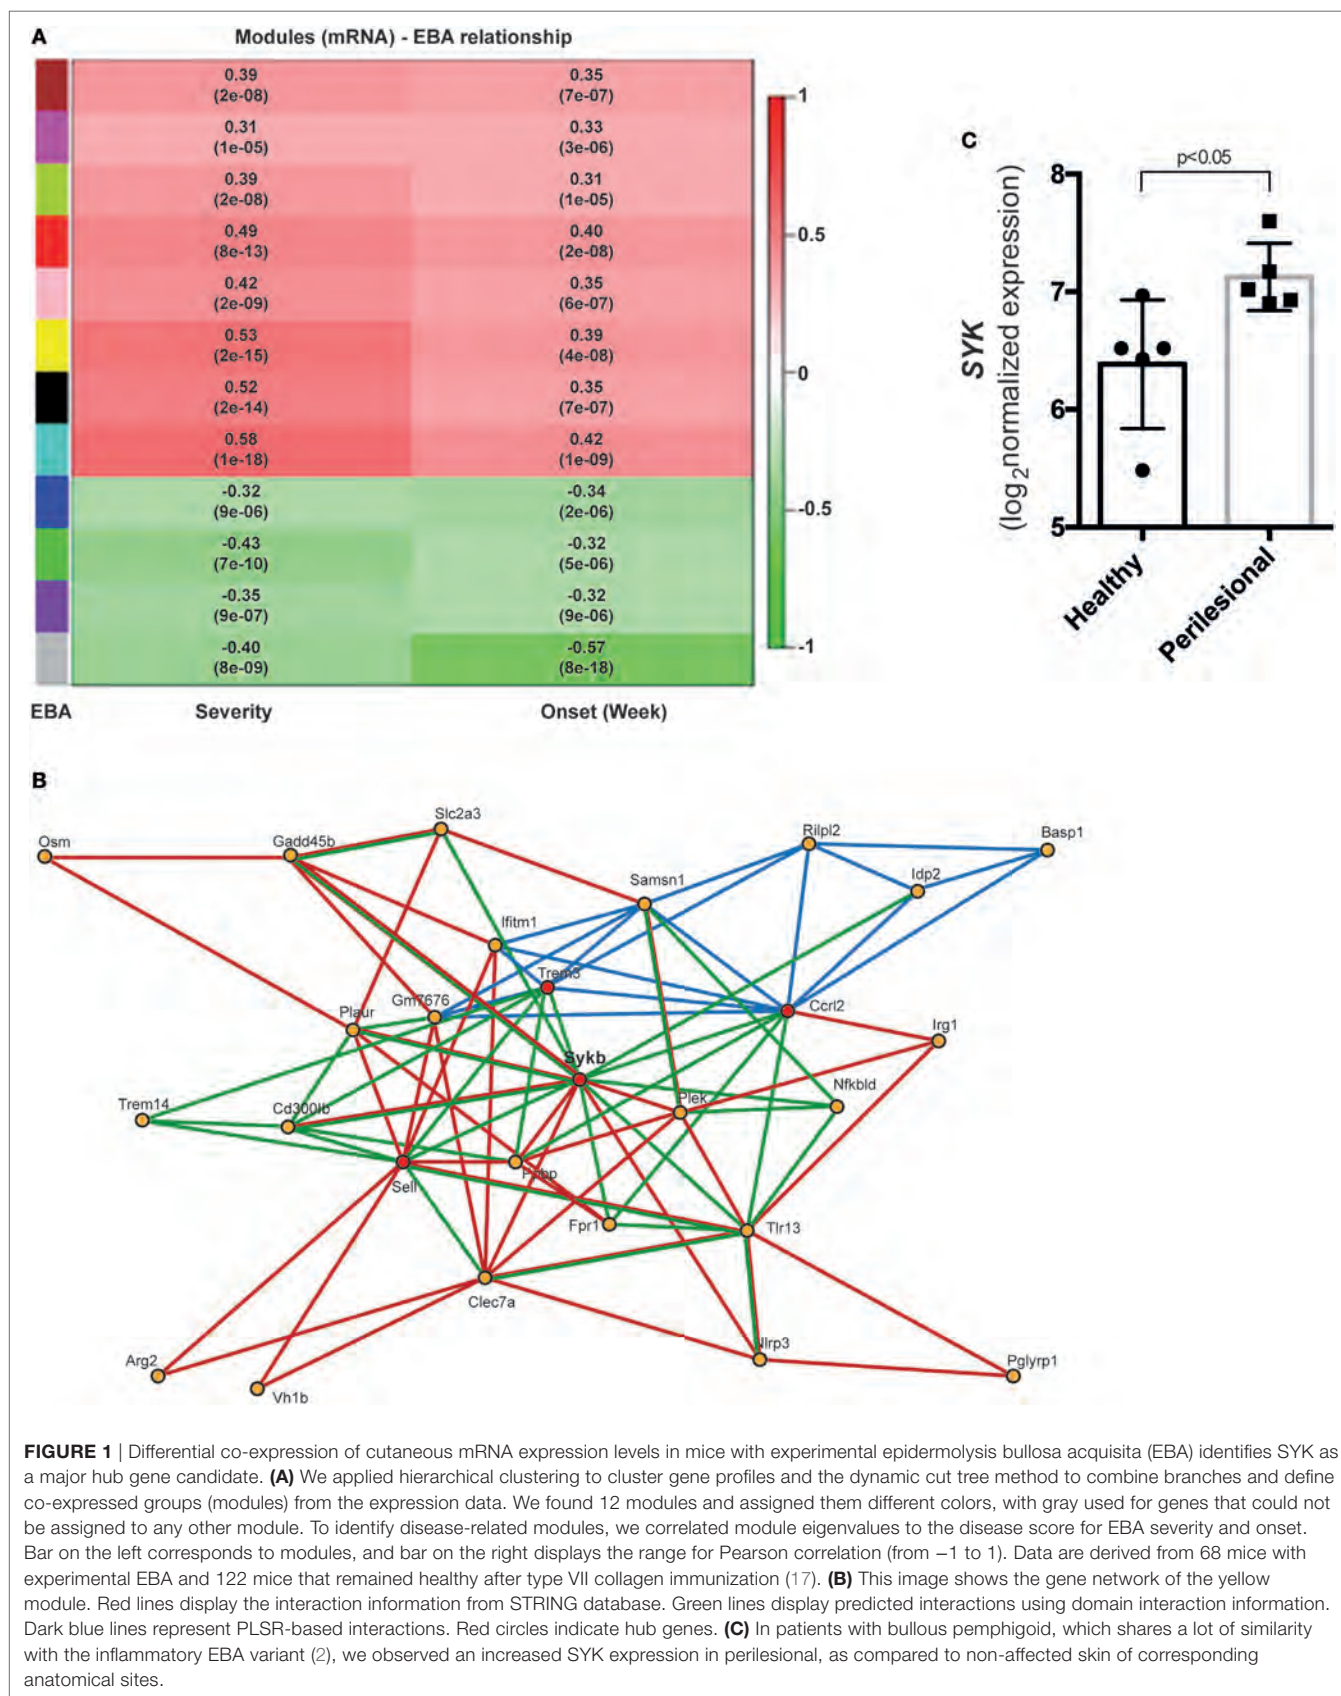 A
Modules (mRNA) - EBA relationship
0.39 0.35
(2e-08) (7e-07)
0.31 0.33
(1e-05) (3e-06)
0.39 0.31
(2e-08) (1e-05)
0.49 0.40
(8e-13) (2e-08)
0.42 0.35
(2e-09) (6e-07)
0.53 0.39
(2e-15) (4e-08)
0.52 0.35
(2e-14) (7e-07)
0.58 0.42
(1e-18) (1e-09)
-0.32 -0.34
(9e-06) (2e-06)
-0.43 -0.32
(7e-10) (5e-06)
-0.35 -0.32
(9e-07) (9e-06)
-0.40 -0.57
(8e-09) (8e-18)
EBA Severity Onset (Week)
1
0.5
0
-0.5
-1
C
p<0.05
SYK
(log2normalized expression)
8
7
6
5
Healthy
Perilesional
B
Slc2a3
Osm
Gadd45b
Rilpl2
Basp1
Samsn1
Idp2
Ifitm1
Trem3
Gm7676
Plaur
Ccrl2
Irg1
Sykb
Nfkbld
Trem14
Cd300lb
Plek
Ppbp
Sell
Fpr1
Tlr13
Clec7a
Nlrp3
Arg2
Vh1b
Pglyrp1
FIGURE 1 | Differential co-expression of cutaneous mRNA expression levels in mice with experimental epidermolysis bullosa acquisita (EBA) identifies SYK as
a major hub gene candidate. (A) We applied hierarchical clustering to cluster gene profiles and the dynamic cut tree method to combine branches and define
co-expressed groups (modules) from the expression data. We found 12 modules and assigned them different colors, with gray used for genes that could not
be assigned to any other module. To identify disease-related modules, we correlated module eigenvalues to the disease score for EBA severity and onset.
Bar on the left corresponds to modules, and bar on the right displays the range for Pearson correlation (from −1 to 1). Data are derived from 68 mice with
experimental EBA and 122 mice that remained healthy after type VII collagen immunization (17). (B) This image shows the gene network of the yellow
module. Red lines display the interaction information from STRING database. Green lines display predicted interactions using domain interaction information.
Dark blue lines represent PLSR-based interactions. Red circles indicate hub genes. (C) In patients with bullous pemphigoid, which shares a lot of similarity
with the inflammatory EBA variant (2), we observed an increased SYK expression in perilesional, as compared to non-affected skin of corresponding
anatomical sites.